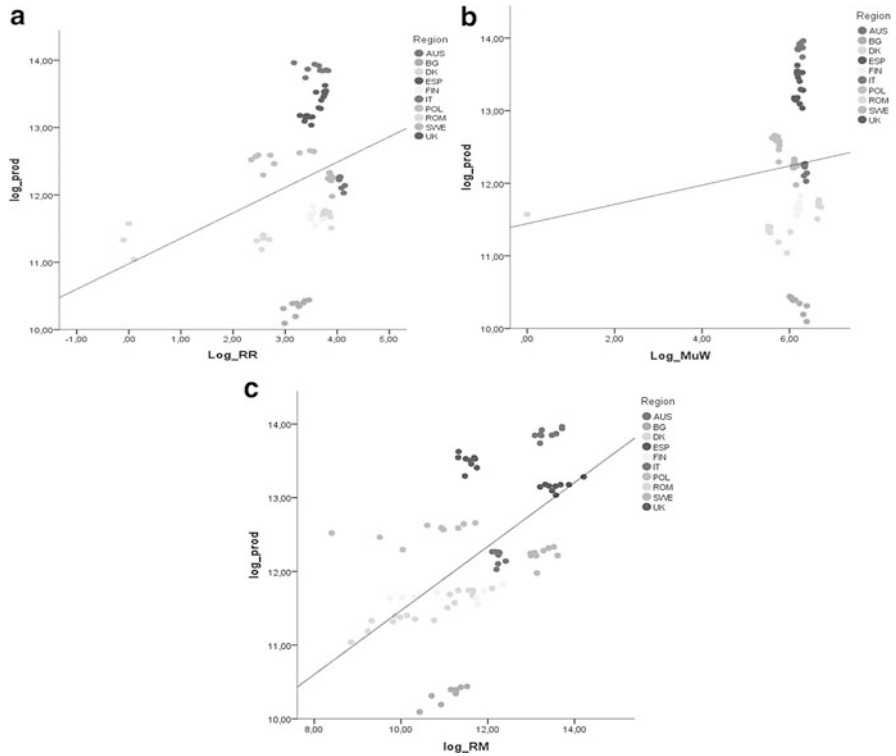 a
Region
AUS
BG
DK
ESP
FIN
IT
POL
ROM
SWE
UK
log_prod
14,00
13,00
12,00
11,00
10,00
-1,00
,00
1,00
2,00
3,00
4,00
5,00
Log_RR
b
Region
AUS
BG
DK
ESP
FIN
IT
POL
ROM
SWE
UK
log_prod
14,00
13,00
12,00
11,00
10,00
,00
2,00
4,00
6,00
Log_MuW
c
Region
AUS
BG
DK
ESP
FIN
IT
POL
ROM
SWE
UK
log_prod
14,00
13,00
12,00
11,00
10,00
8,00
10,00
12,00
14,00
log_RM